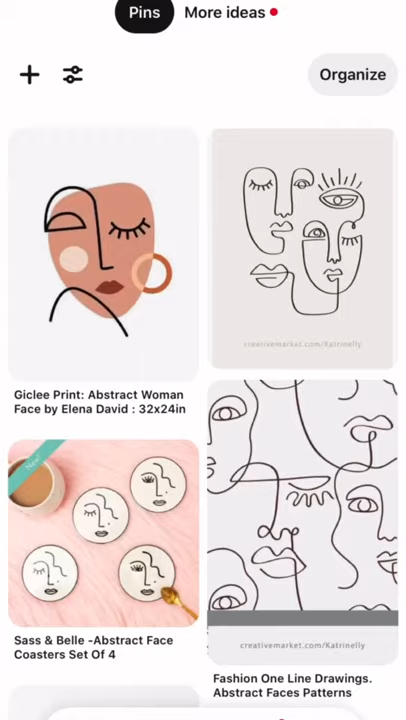 Pins
More ideas
Organize
creativemarket.com/Katrinelly
Giclee Print: Abstract Woman
Face by Elena David : 32x24in
New!
Sass & Belle -Abstract Face
Coasters Set Of 4
creativemarket.com/Katrinelly
Fashion One Line Drawings.
Abstract Faces Patterns